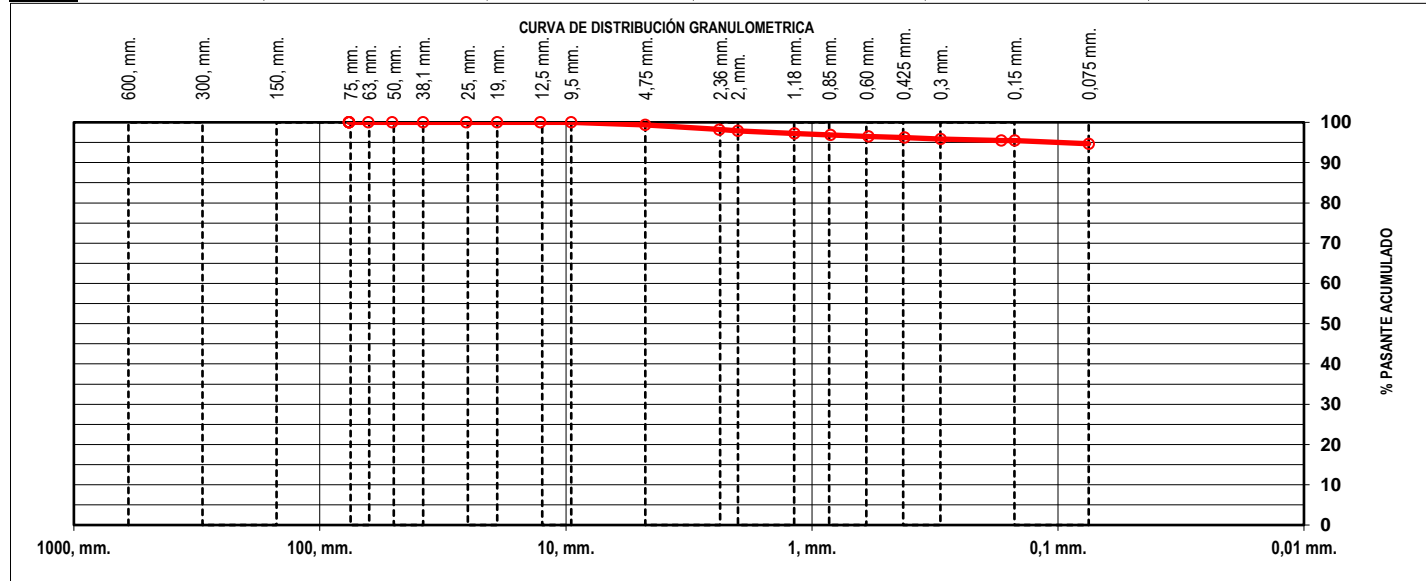 CURVA DE DISTRIBUCIÓN GRANULOMETRICA
600, mm.
300, mm.
150, mm.
75, mm.
63, mm.
50, mm.
38,1 mm.
25, mm.
19, mm.
12,5 mm.
9,5 mm.
4,75 mm.
2,36 mm.
2, mm.
1,18 mm.
0,85 mm.
0,60 mm.
0,425 mm.
0,3 mm.
0,15 mm.
0,075 mm.
100
90
80
70
60
50
40
30
20
10
0
% PASANTE ACUMULADO
1000, mm.
100, mm.
10, mm.
1, mm.
0,1 mm.
0,01 mm.